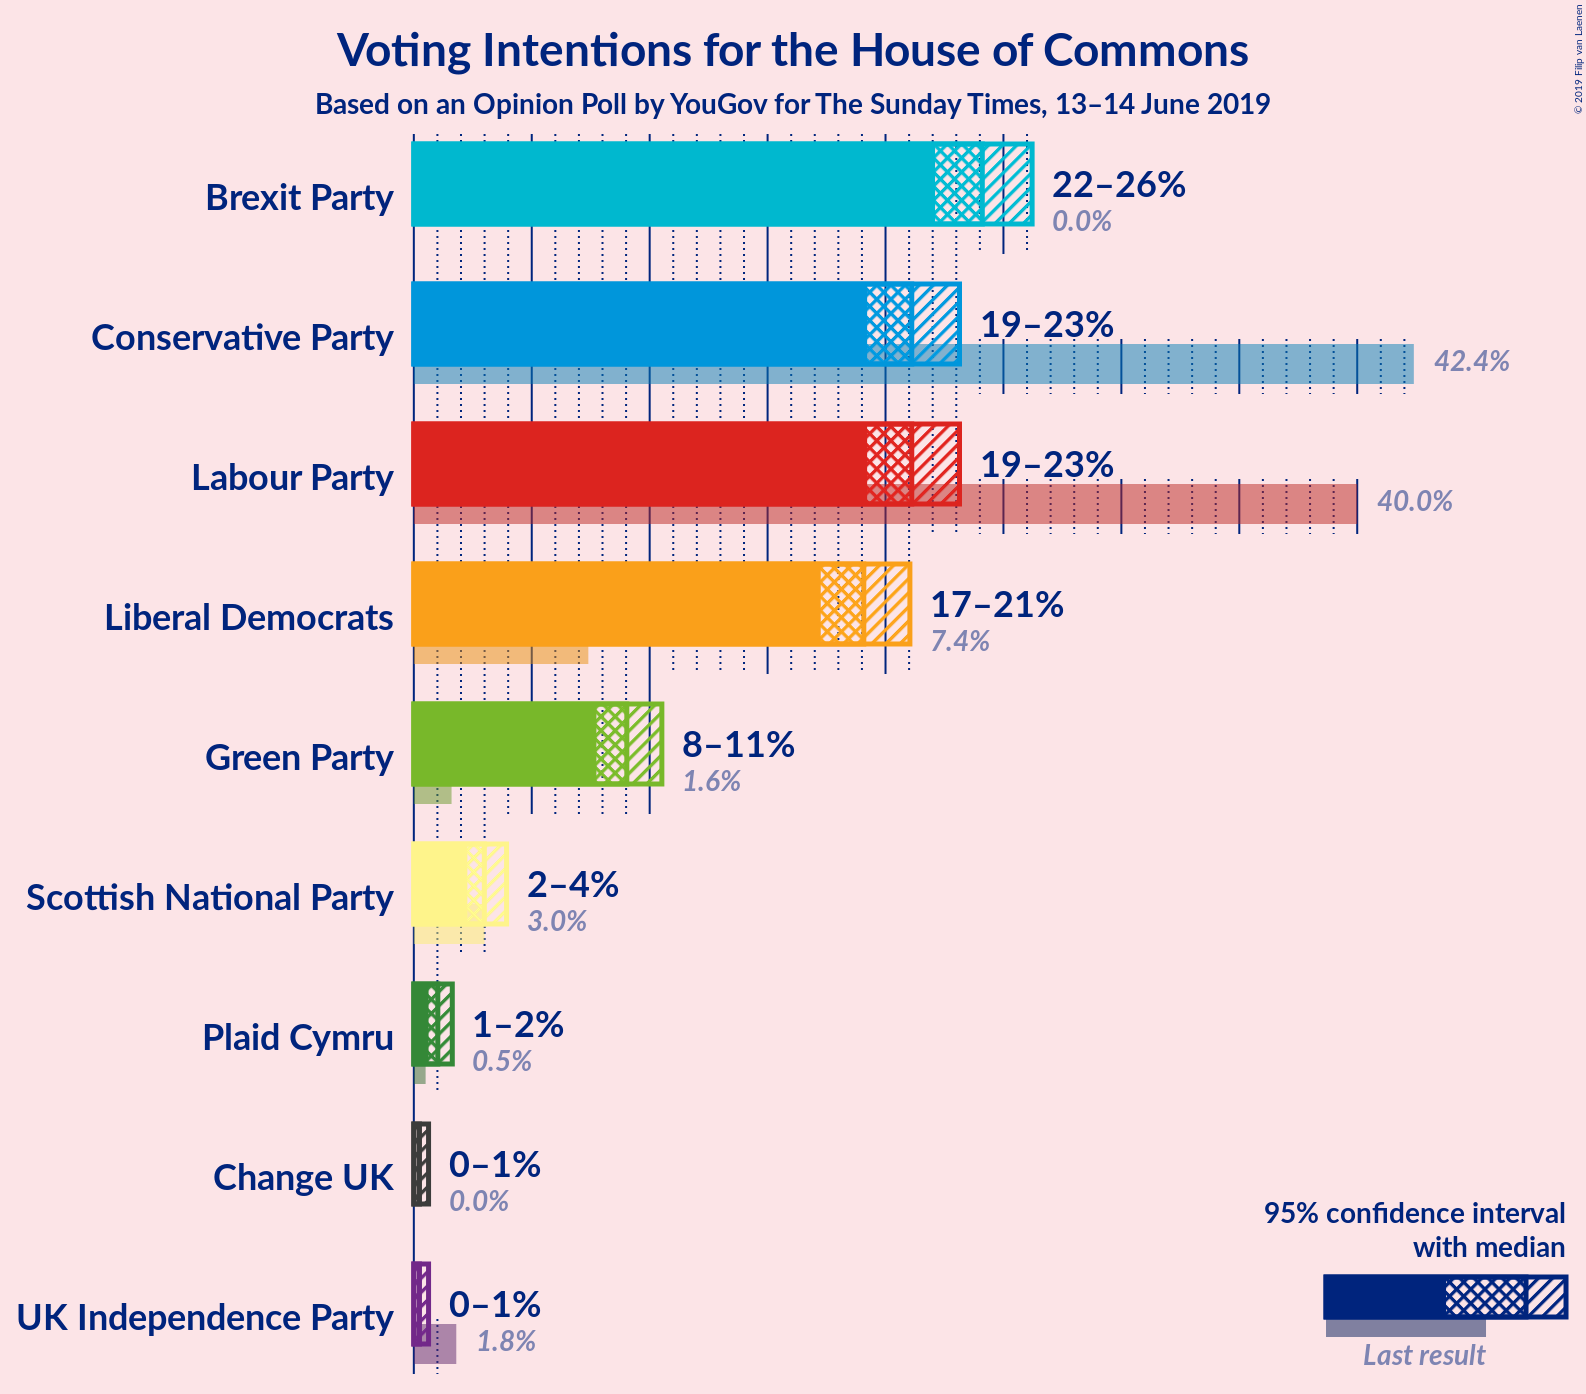 Voting Intentions for the House of Commons
Based on an Opinion Poll by YouGov for The Sunday Times, 13–14 June 2019
© 2019 Filip van Laenen
Brexit Party
22–26%
0.0%
Conservative Party
19–23%
42.4%
Labour Party
19–23%
40.0%
Liberal Democrats
17–21%
7.4%
Green Party
8–11%
1.6%
Scottish National Party
2–4%
3.0%
Plaid Cymru
1–2%
0.5%
Change UK
0–1%
0.0%
UK Independence Party
0–1%
1.8%
95% confidence interval
with median
Last result